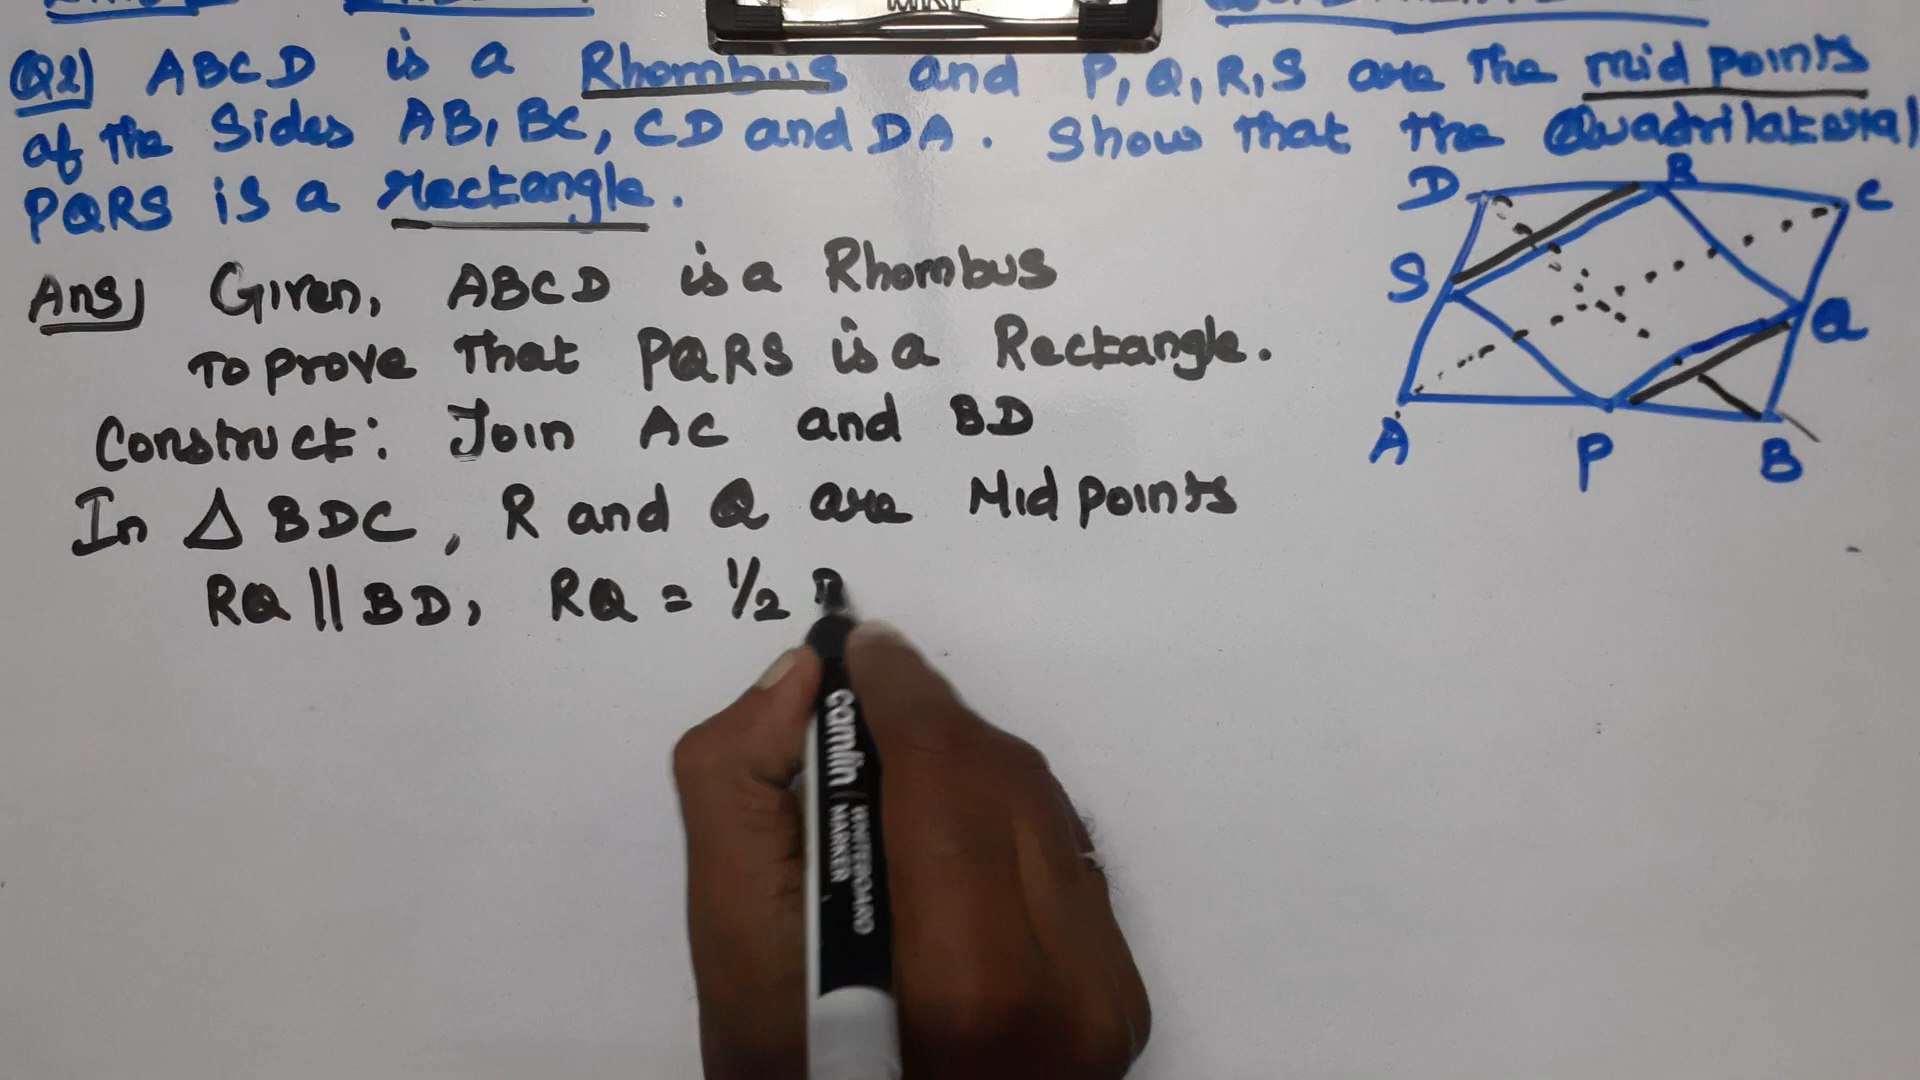 Q2) ABCD is a Rhombus and P, Q, R, S are the mid points
of the Sides AB, BC, CD and DA. Show that the Quadrilateral
PQRS is a rectangle.
Ans) Given, ABCD is a Rhombus
To prove that PQRS is a Rectangle.
Construct: Join AC and BD
In △ BDC, R and Q are Mid points
RQ || BD, RQ = 1/2
D R C
S Q
A P B
camlin WHITEBOARD MARKER